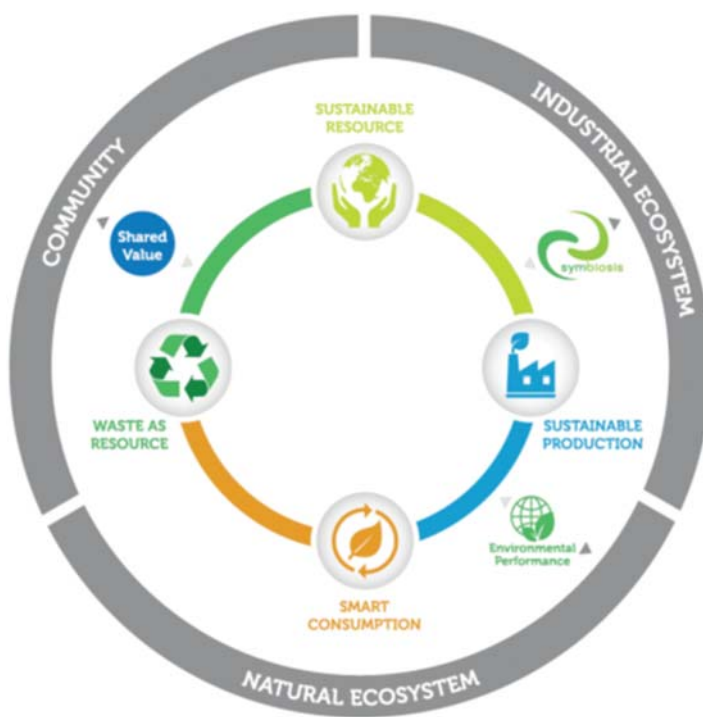 SUSTAINABLE
RESOURCE
COMMUNITY
INDUSTRIAL ECOSYSTEM
Shared
Value
symbiosis
WASTE AS
RESOURCE
SUSTAINABLE
PRODUCTION
Environmental
Performance
SMART
CONSUMPTION
NATURAL ECOSYSTEM